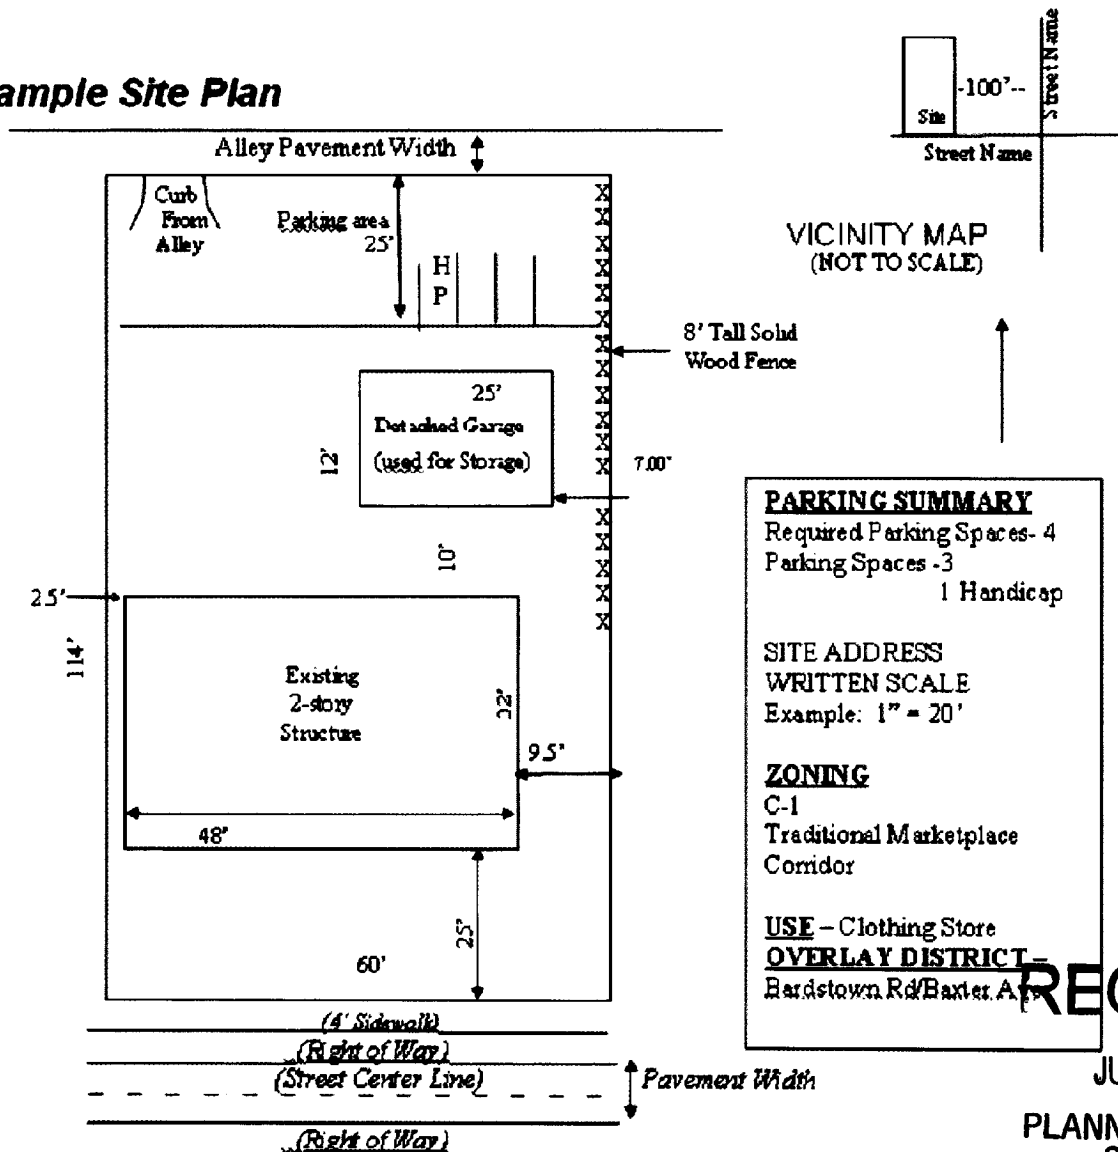 ample Site Plan
Alley Pavement Width
Curb
From
Alley
Parking area
25'
H
P
XXXXXXXXXXXX
XXXXX
8' Tall Solid
Wood Fence
25'
Detached Garage
(used for Storage)
12'
7.00'
10'
2.5'
114'
Existing
2-story
Structure
32'
9.5'
48'
25'
60'
(4' Sidewalk)
(Right of Way)
(Street Center Line)
Pavement Width
(Right of Way)
Site
-100'--
Street Name
Street Name
VICINITY MAP
(NOT TO SCALE)
PARKING SUMMARY
Required Parking Spaces- 4
Parking Spaces -3
1 Handicap
SITE ADDRESS
WRITTEN SCALE
Example: 1" = 20'
ZONING
C-1
Traditional Marketplace
Corridor
USE – Clothing Store
OVERLAY DISTRICT –
Bardstown Rd/Baxter Ave
REC
JU
PLANN